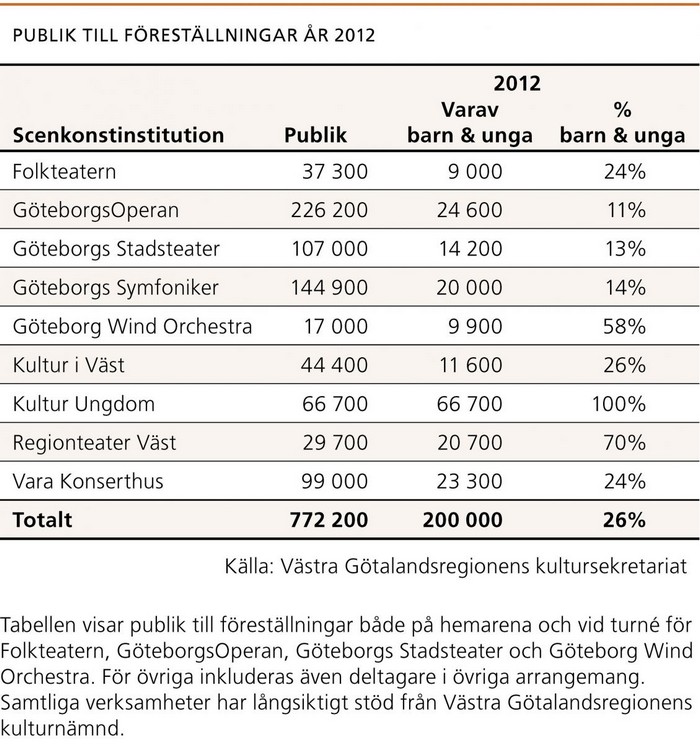 PUBLIK TILL FÖRESTÄLLNINGAR ÅR 2012
2012
Varav %
Scenkonstinstitution Publik barn & unga barn & unga
Folkteatern 37 300 9 000 24%
GöteborgsOperan 226 200 24 600 11%
Göteborgs Stadsteater 107 000 14 200 13%
Göteborgs Symfoniker 144 900 20 000 14%
Göteborg Wind Orchestra 17 000 9 900 58%
Kultur i Väst 44 400 11 600 26%
Kultur Ungdom 66 700 66 700 100%
Regionteater Väst 29 700 20 700 70%
Vara Konserthus 99 000 23 300 24%
Totalt 772 200 200 000 26%
Källa: Västra Götalandsregionens kultursekretariat
Tabellen visar publik till föreställningar både på hemarena och vid turné för
Folkteatern, GöteborgsOperan, Göteborgs Stadsteater och Göteborg Wind
Orchestra. För övriga inkluderas även deltagare i övriga arrangemang.
Samtliga verksamheter har långsiktigt stöd från Västra Götalandsregionens
kulturnämnd.